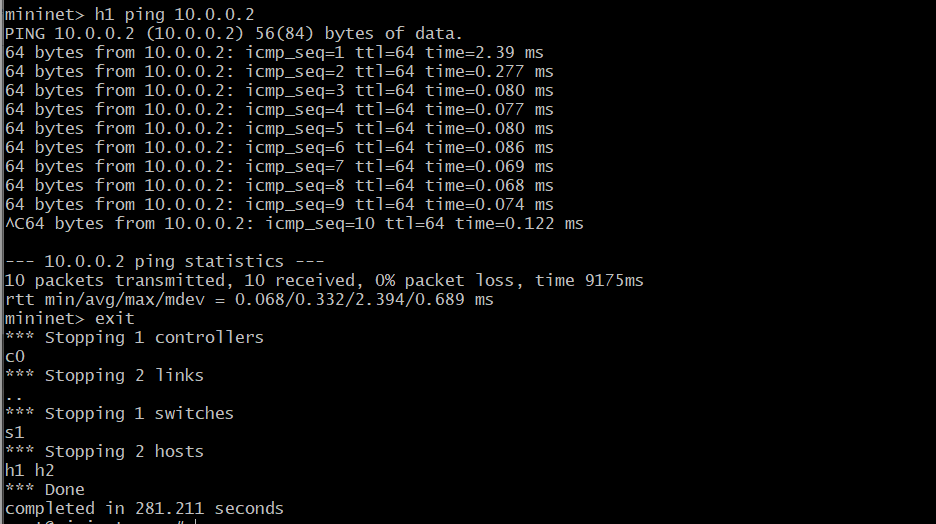 mininet> h1 ping 10.0.0.2
PING 10.0.0.2 (10.0.0.2) 56(84) bytes of data.
64 bytes from 10.0.0.2: icmp_seq=1 ttl=64 time=2.39 ms
64 bytes from 10.0.0.2: icmp_seq=2 ttl=64 time=0.277 ms
64 bytes from 10.0.0.2: icmp_seq=3 ttl=64 time=0.080 ms
64 bytes from 10.0.0.2: icmp_seq=4 ttl=64 time=0.077 ms
64 bytes from 10.0.0.2: icmp_seq=5 ttl=64 time=0.080 ms
64 bytes from 10.0.0.2: icmp_seq=6 ttl=64 time=0.086 ms
64 bytes from 10.0.0.2: icmp_seq=7 ttl=64 time=0.069 ms
64 bytes from 10.0.0.2: icmp_seq=8 ttl=64 time=0.068 ms
64 bytes from 10.0.0.2: icmp_seq=9 ttl=64 time=0.074 ms
^C64 bytes from 10.0.0.2: icmp_seq=10 ttl=64 time=0.122 ms
--- 10.0.0.2 ping statistics ---
10 packets transmitted, 10 received, 0% packet loss, time 9175ms
rtt min/avg/max/mdev = 0.068/0.332/2.394/0.689 ms
mininet> exit
*** Stopping 1 controllers
c0
*** Stopping 2 links
..
*** Stopping 1 switches
s1
*** Stopping 2 hosts
h1 h2
*** Done
completed in 281.211 seconds